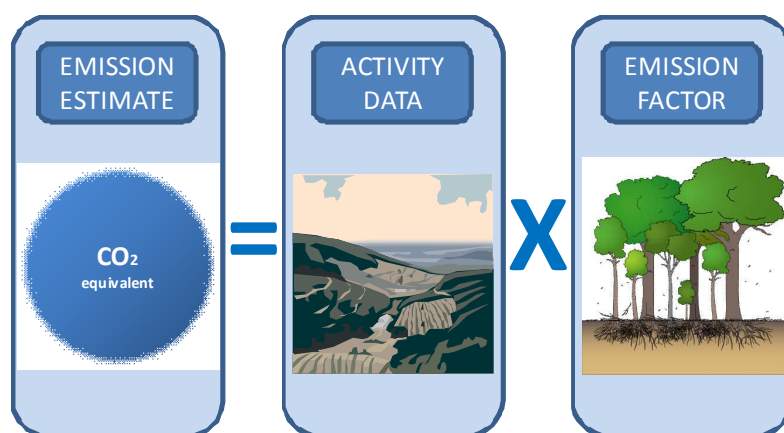 EMISSION
ESTIMATE
ACTIVITY
DATA
EMISSION
FACTOR
CO₂
equivalent
=
X